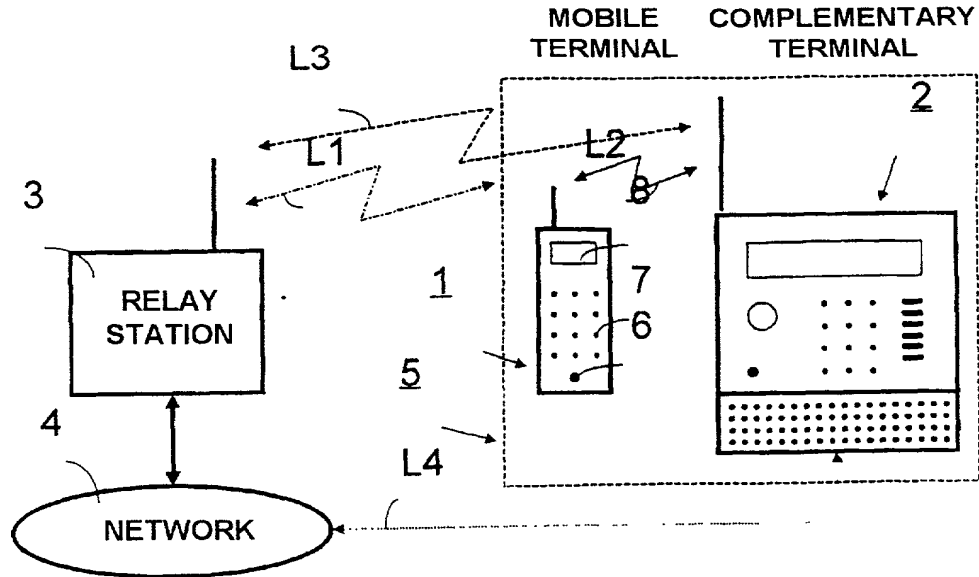 MOBILE TERMINAL
COMPLEMENTARY TERMINAL
L3
2
L1
L2
8
3
1
7
RELAY STATION
6
5
4
L4
NETWORK